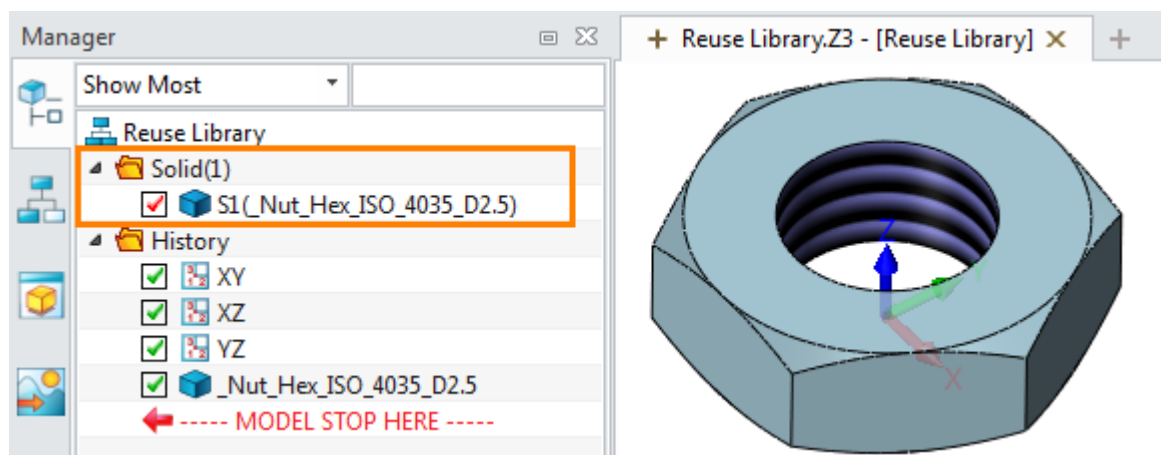 Manager
+ Reuse Library.Z3 - [Reuse Library] × +
Show Most
Reuse Library
Solid(1)
S1(_Nut_Hex_ISO_4035_D2.5)
History
XY
XZ
YZ
_Nut_Hex_ISO_4035_D2.5
----- MODEL STOP HERE -----
Z
Y
X